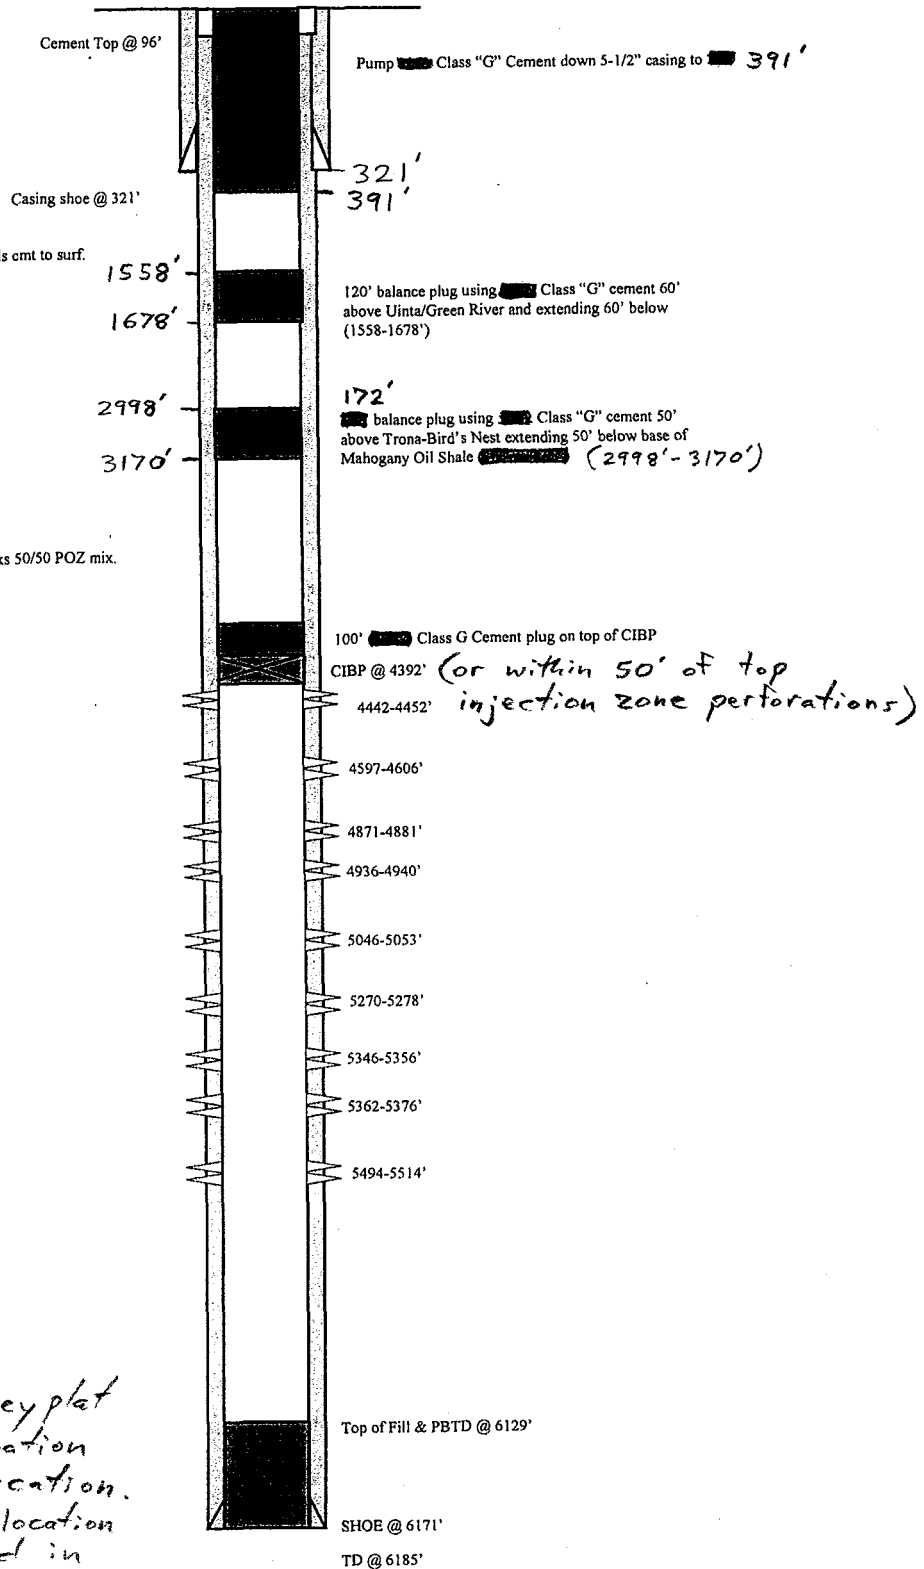 Cement Top @ 96'
Pump Class "G" Cement down 5-1/2" casing to 391'
321'
391'
Casing shoe @ 321'
s cmt to surf.
1558'
1678'
120' balance plug using Class "G" cement 60'
above Uinta/Green River and extending 60' below
(1558-1678')
2998'
3170'
172'
balance plug using Class "G" cement 50'
above Trona-Bird's Nest extending 50' below base of
Mahogany Oil Shale (2998'-3170')
ks 50/50 POZ mix.
100' Class G Cement plug on top of CIBP
CIBP @ 4392' (or within 50' of top
4442-4452' injection zone perforations)
4597-4606'
4871-4881'
4936-4940'
5046-5053'
5270-5278'
5346-5356'
5362-5376'
5494-5514'
ey plat
ation
cation.
location
d in
Top of Fill & PBTD @ 6129'
SHOE @ 6171'
TD @ 6185'